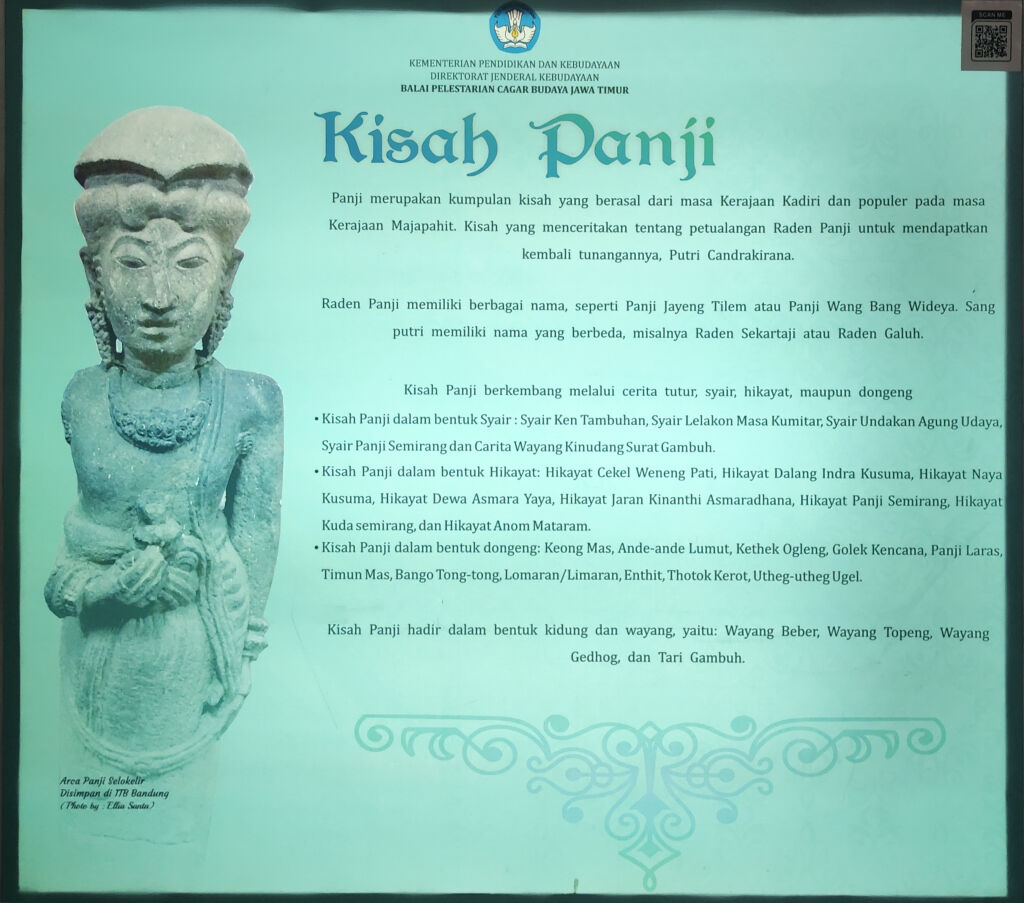 SCAN ME
KEMENTERIAN PENDIDIKAN DAN KEBUDAYAAN
DIREKTORAT JENDERAL KEBUDAYAAN
BALAI PELESTARIAN CAGAR BUDAYA JAWA TIMUR
Kisah Panji
Panji merupakan kumpulan kisah yang berasal dari masa Kerajaan Kadiri dan populer pada masa
Kerajaan Majapahit. Kisah yang menceritakan tentang petualangan Raden Panji untuk mendapatkan
kembali tunangannya, Putri Candrakirana.
Raden Panji memiliki berbagai nama, seperti Panji Jayeng Tilem atau Panji Wang Bang Wideya. Sang
putri memiliki nama yang berbeda, misalnya Raden Sekartaji atau Raden Galuh.
Kisah Panji berkembang melalui cerita tutur, syair, hikayat, maupun dongeng
• Kisah Panji dalam bentuk Syair : Syair Ken Tambuhan, Syair Lelakon Masa Kumitar, Syair Undakan Agung Udaya,
Syair Panji Semirang dan Carita Wayang Kinudang Surat Gambuh.
• Kisah Panji dalam bentuk Hikayat: Hikayat Cekel Weneng Pati, Hikayat Dalang Indra Kusuma, Hikayat Naya
Kusuma, Hikayat Dewa Asmara Yaya, Hikayat Jaran Kinanthi Asmaradhana, Hikayat Panji Semirang, Hikayat
Kuda semirang, dan Hikayat Anom Mataram.
• Kisah Panji dalam bentuk dongeng: Keong Mas, Ande-ande Lumut, Kethek Ogleng, Golek Kencana, Panji Laras,
Timun Mas, Bango Tong-tong, Lomaran/Limaran, Enthit, Thotok Kerot, Utheg-utheg Ugel.
Kisah Panji hadir dalam bentuk kidung dan wayang, yaitu: Wayang Beber, Wayang Topeng, Wayang
Gedhog, dan Tari Gambuh.
Arca Panji Selokelir
Disimpan di ITB Bandung
(Photo by :